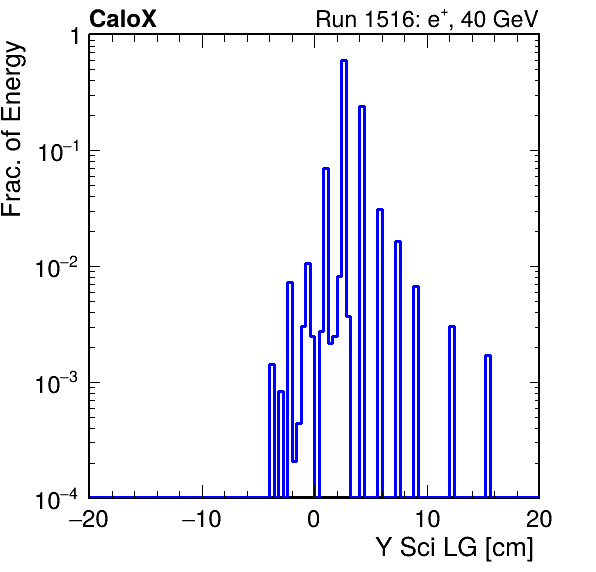 CaloX Run 1516: e⁺, 40 GeV
Frac. of Energy
1
10⁻¹
10⁻²
10⁻³
10⁻⁴
−20 −10 0 10 20
Y Sci LG [cm]